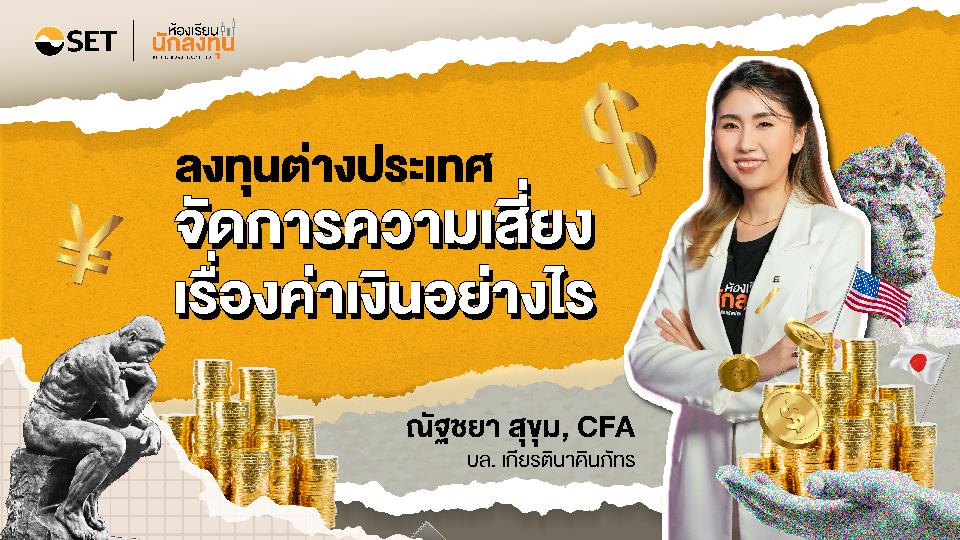 SET
ห้องเรียน
นักลงทุน
ลงทุนต่างประเทศ
จัดการความเสี่ยง
เรื่องค่าเงินอย่างไร
ณัฐชยา สุขุม, CFA
บล. เกียรตินาคินภัทร